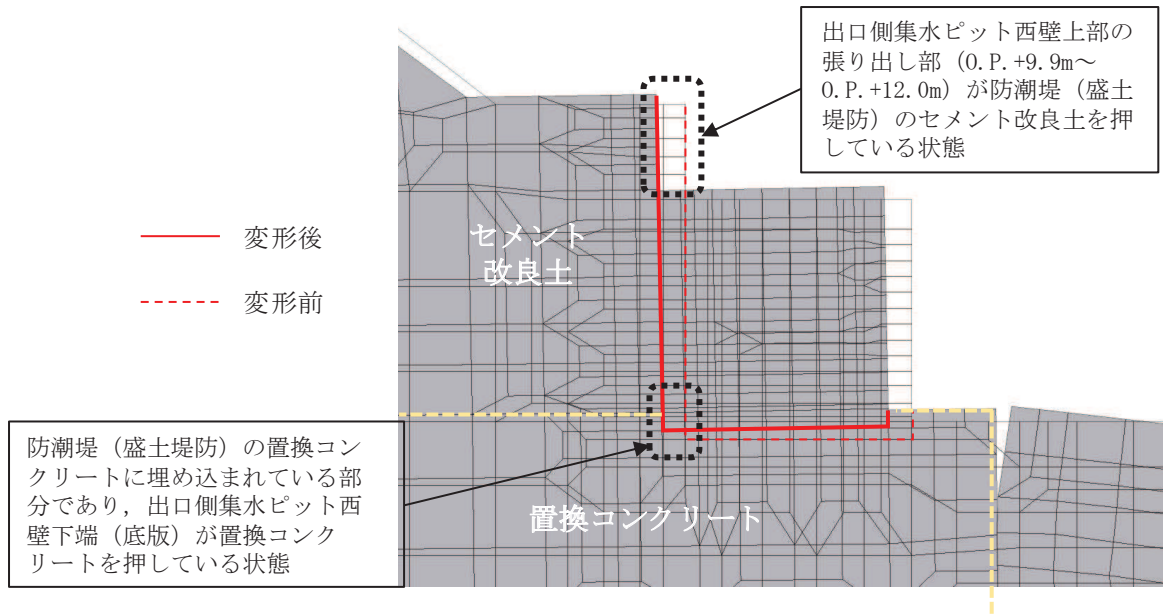 出口側集水ピット西壁上部の
張り出し部（O.P.+9.9m～
O.P.+12.0m）が防潮堤（盛土
堤防）のセメント改良土を押
している状態
変形後
変形前
セメント
改良土
防潮堤（盛土堤防）の置換コン
クリートに埋め込まれている部
分であり，出口側集水ピット西
壁下端（底版）が置換コンク
リートを押している状態
置換コンクリート